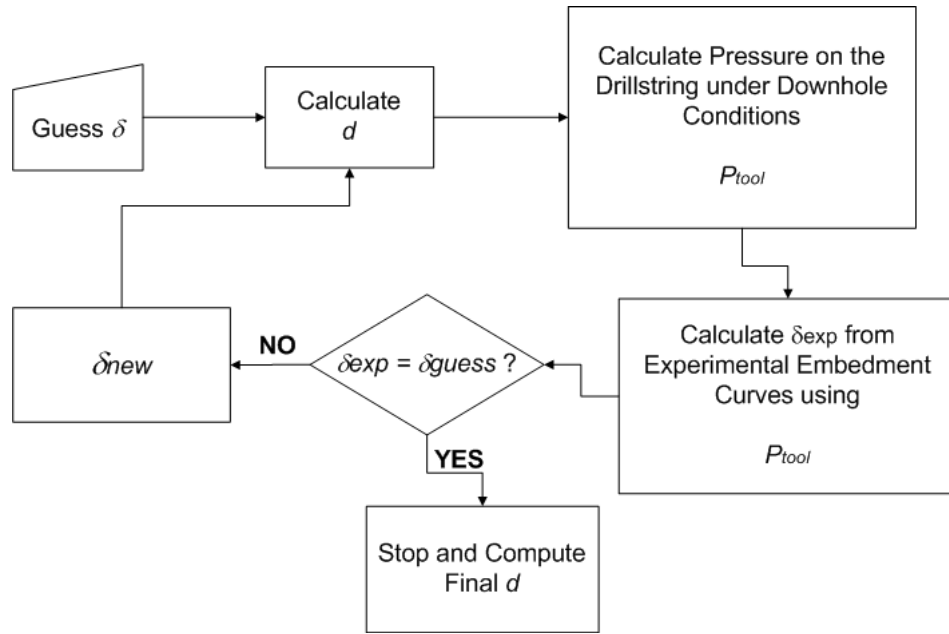 Guess δ
Calculate
d
Calculate Pressure on the
Drillstring under Downhole
Conditions
Ptool
Calculate δexp from
Experimental Embedment
Curves using
Ptool
δexp = δguess ?
NO
δnew
YES
Stop and Compute
Final d